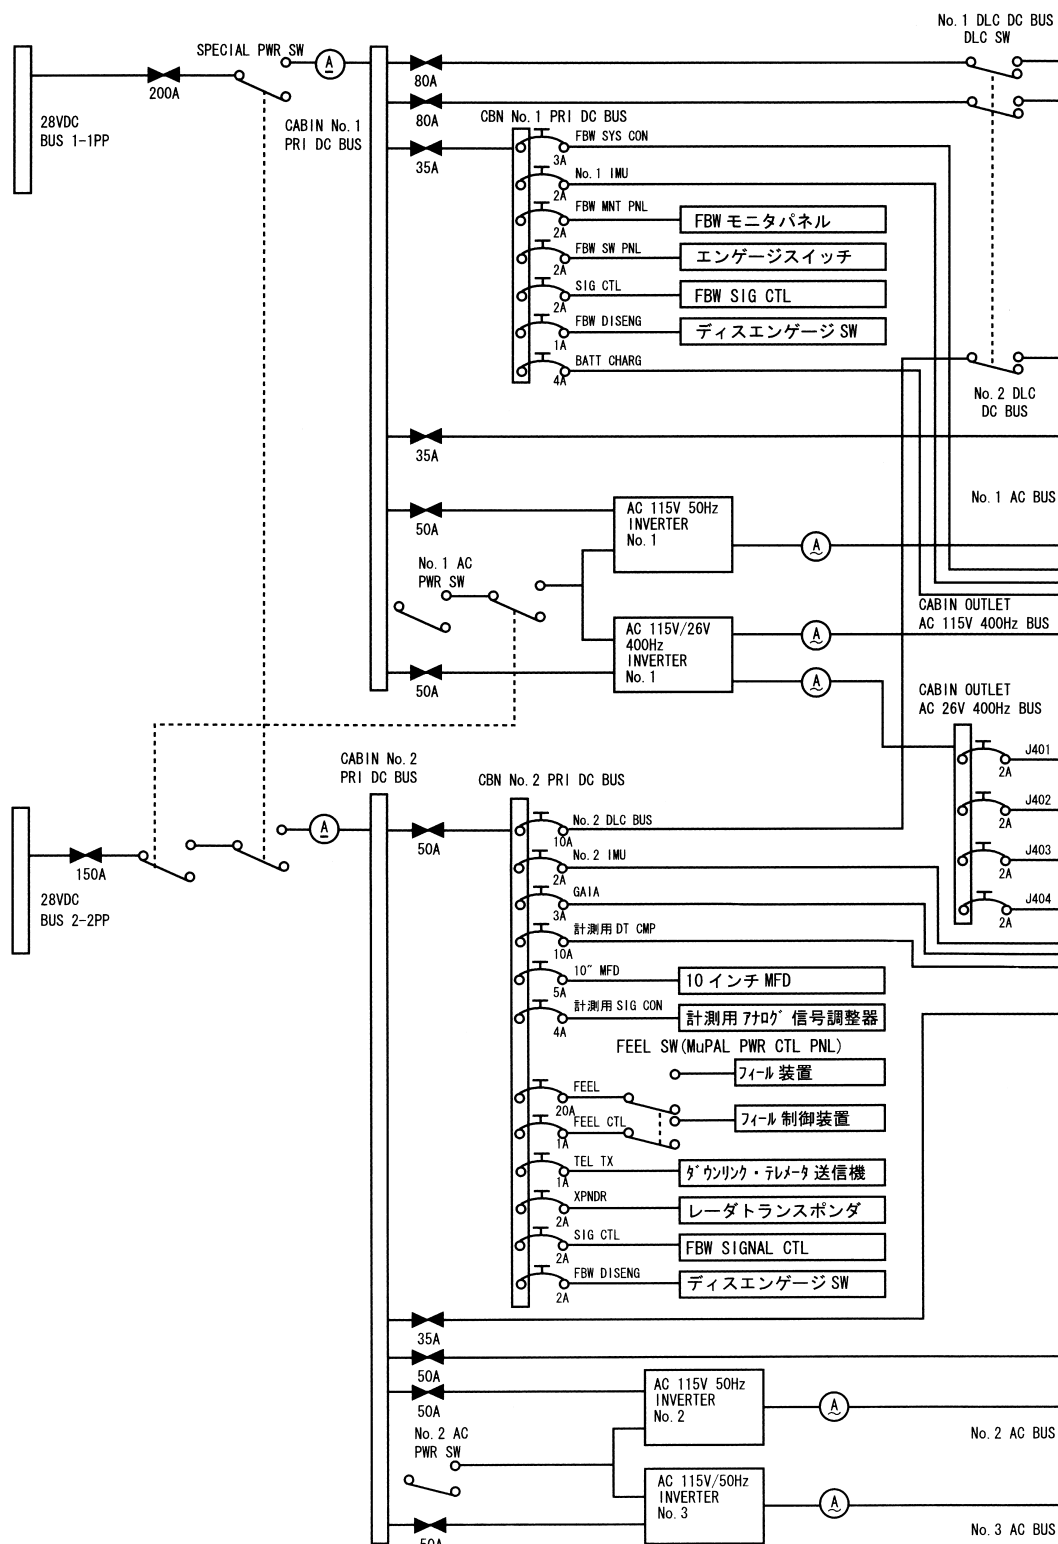 No. 1 DLC DC BUS
DLC SW
SPECIAL PWR SW
A
200A
80A
28VDC
BUS 1-1PP
CABIN No. 1
PRI DC BUS
80A
CBN No. 1 PRI DC BUS
35A
FBW SYS CON
3A
No. 1 IMU
2A
FBW MNT PNL
2A
FBW モニタパネル
FBW SW PNL
2A
エンゲージスイッチ
SIG CTL
2A
FBW SIG CTL
FBW DISENG
1A
ディスエンゲージ SW
BATT CHARG
4A
No. 2 DLC
DC BUS
35A
No. 1 AC BUS
50A
AC 115V 50Hz
INVERTER
No. 1
A
No. 1 AC
PWR SW
CABIN OUTLET
AC 115V 400Hz BUS
AC 115V/26V
400Hz
INVERTER
No. 1
A
A
50A
CABIN OUTLET
AC 26V 400Hz BUS
J401
2A
J402
2A
J403
2A
J404
2A
CABIN No. 2
PRI DC BUS
CBN No. 2 PRI DC BUS
A
50A
150A
28VDC
BUS 2-2PP
No. 2 DLC BUS
10A
No. 2 IMU
2A
GAIA
3A
計測用 DT CMP
10A
10" MFD
5A
10 インチ MFD
計測用 SIG CON
4A
計測用 ｱﾅﾛｸﾞ 信号調整器
FEEL SW(MuPAL PWR CTL PNL)
ﾌｨｰﾙ 装置
FEEL
20A
ﾌｨｰﾙ 制御装置
FEEL CTL
1A
TEL TX
1A
ﾀﾞｳﾝﾘﾝｸ・ﾃﾚﾒｰﾀ 送信機
XPNDR
2A
レーダトランスポンダ
SIG CTL
2A
FBW SIGNAL CTL
FBW DISENG
2A
ディスエンゲージ SW
35A
50A
50A
AC 115V 50Hz
INVERTER
No. 2
A
No. 2 AC
PWR SW
No. 2 AC BUS
AC 115V/50Hz
INVERTER
No. 3
A
50A
No. 3 AC BUS